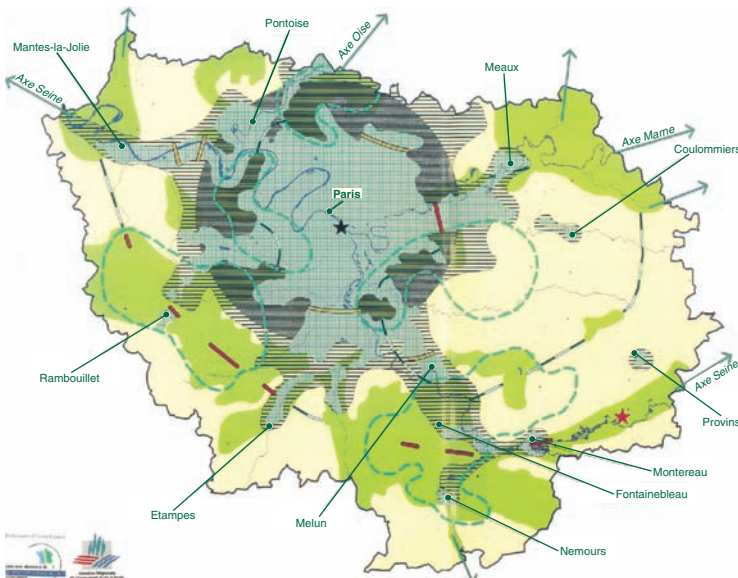 Pontoise
Axe Oise
Mantes-la-Jolie
Meaux
Axe Seine
Axe Marne
Coulommiers
Paris
Rambouillet
Axe Seine
Provins
Montereau
Fontainebleau
Etampes
Melun
Nemours